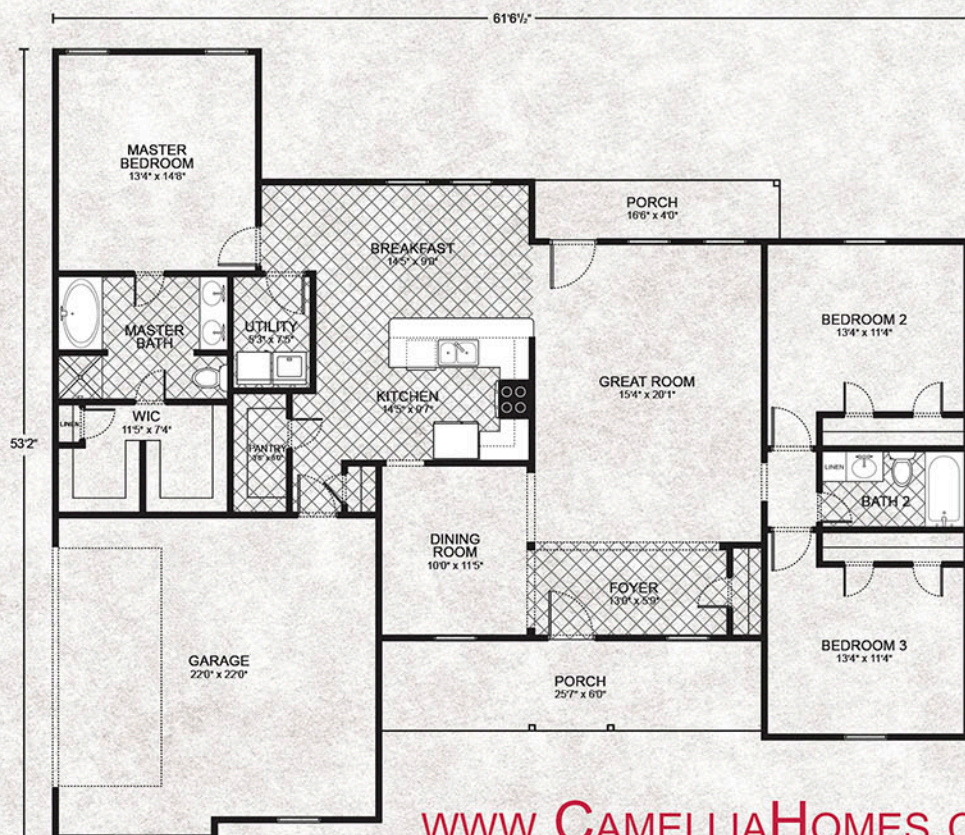 61'6½"
53'2"
MASTER
BEDROOM
13'4" x 14'8"
PORCH
16'6" x 4'0"
BREAKFAST
14'5" x 9'0"
BEDROOM 2
13'4" x 11'4"
MASTER
BATH
UTILITY
5'3" x 7'5"
GREAT ROOM
15'4" x 20'1"
KITCHEN
14'5" x 9'7"
LINEN
WIC
11'5" x 7'4"
PANTRY
LINEN
BATH 2
DINING
ROOM
10'0" x 11'5"
FOYER
13'0" x 5'9"
GARAGE
22'0" x 22'0"
BEDROOM 3
13'4" x 11'4"
PORCH
25'7" x 6'0"
www.CamelliaHomes.c